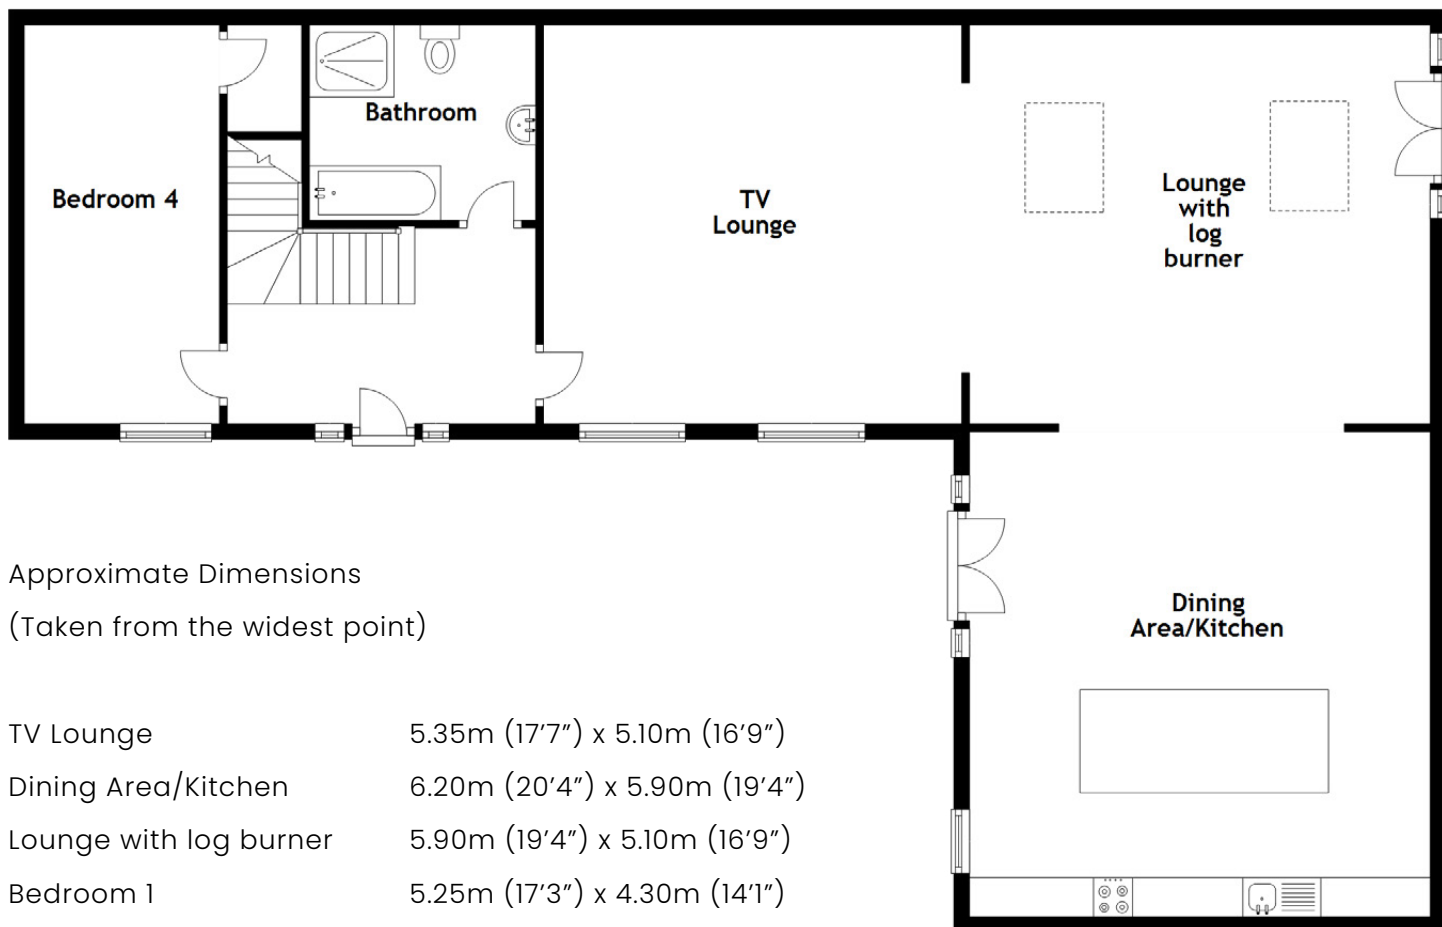 Bathroom
Bedroom 4
TV
Lounge
Lounge
with
log
burner
Dining
Area/Kitchen
Approximate Dimensions
(Taken from the widest point)
TV Lounge 5.35m (17’7”) x 5.10m (16’9”)
Dining Area/Kitchen 6.20m (20’4”) x 5.90m (19’4”)
Lounge with log burner 5.90m (19’4”) x 5.10m (16’9”)
Bedroom 1 5.25m (17’3”) x 4.30m (14’1”)